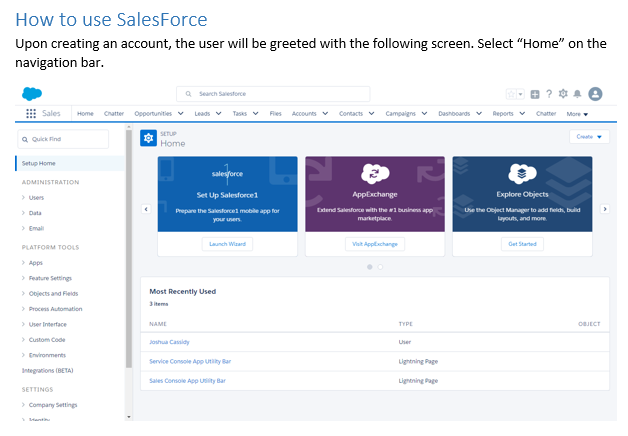 How to use SalesForce
Upon creating an account, the user will be greeted with the following screen. Select “Home” on the
navigation bar.
Search Salesforce
Sales Home Chatter Opportunities Leads Tasks Files Accounts Contacts Campaigns Dashboards Reports Chatter More
Quick Find
SETUP
Home
Create
Setup Home
ADMINISTRATION
Users
Data
Email
PLATFORM TOOLS
Apps
Feature Settings
Objects and Fields
Process Automation
User Interface
Custom Code
Environments
Integrations (BETA)
SETTINGS
Company Settings
Identity
salesforce
Set Up Salesforce1
Prepare the Salesforce1 mobile app for
your users.
Launch Wizard
AppExchange
Extend Salesforce with the #1 business app
marketplace.
Visit AppExchange
Explore Objects
Use the Object Manager to add fields, build
layouts, and more.
Get Started
Most Recently Used
3 items
NAME TYPE OBJECT
Joshua Cassidy User
Service Console App Utility Bar Lightning Page
Sales Console App Utility Bar Lightning Page